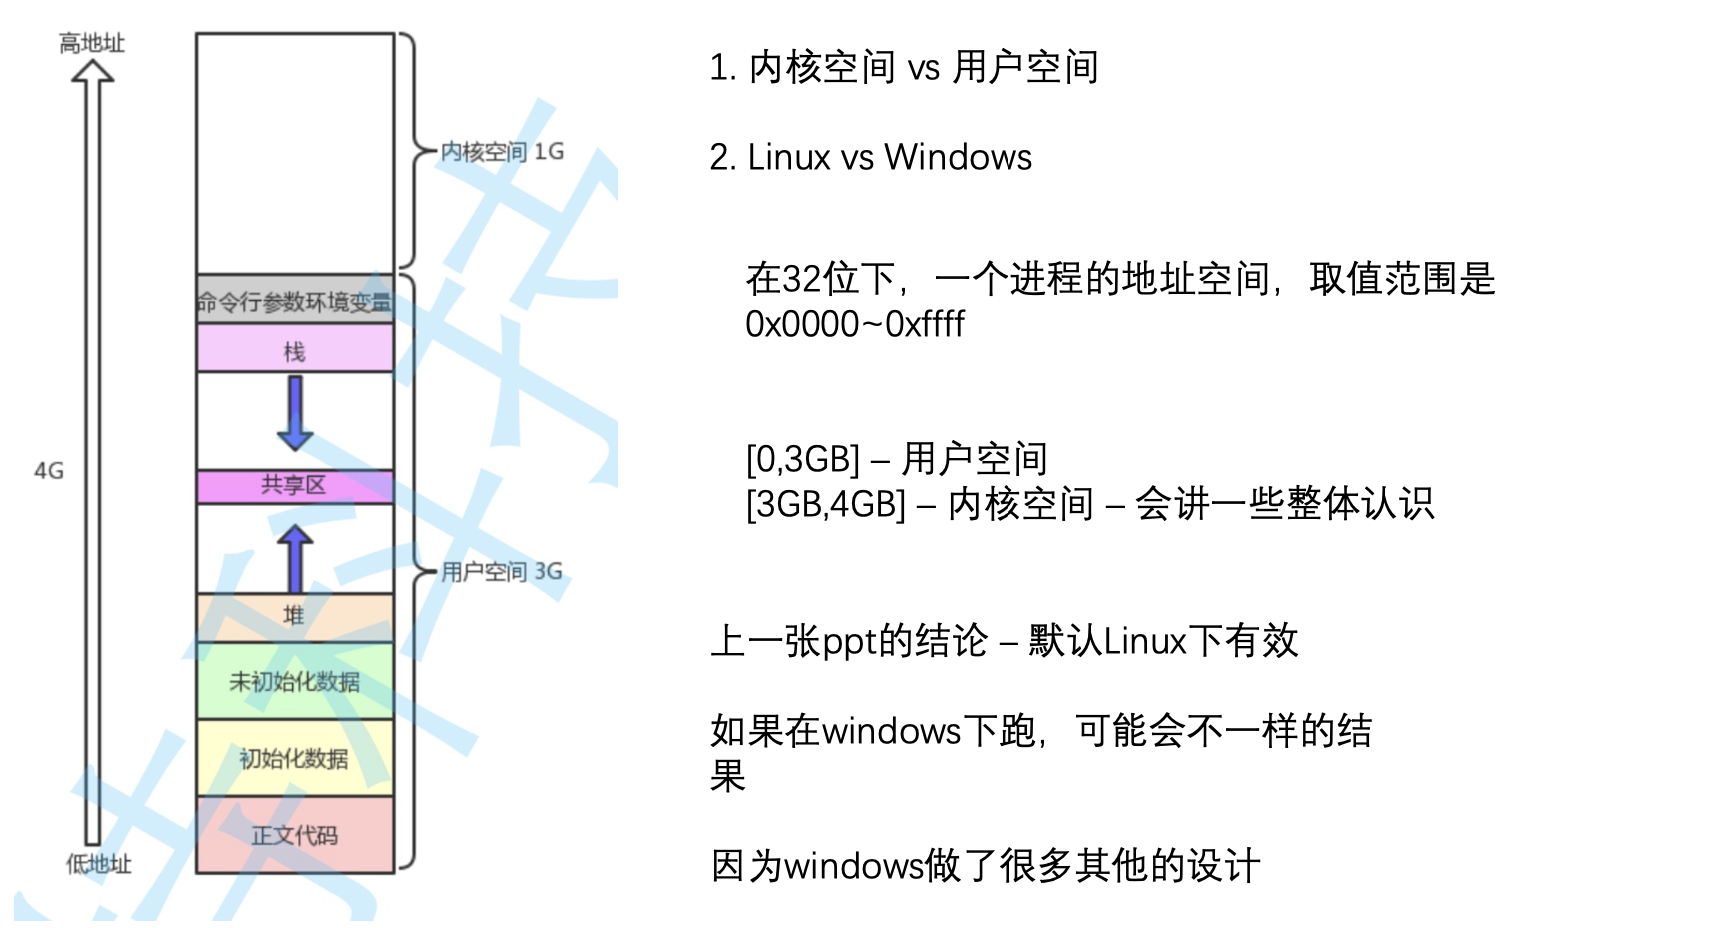 高地址
内核空间 1G
命令行参数环境变量
栈
4G
共享区
用户空间 3G
堆
未初始化数据
初始化数据
正文代码
低地址
1. 内核空间 vs 用户空间
2. Linux vs Windows
在32位下，一个进程的地址空间，取值范围是
0x0000~0xffff
[0,3GB] – 用户空间
[3GB,4GB] – 内核空间 – 会讲一些整体认识
上一张ppt的结论 – 默认Linux下有效
如果在windows下跑，可能会不一样的结
果
因为windows做了很多其他的设计